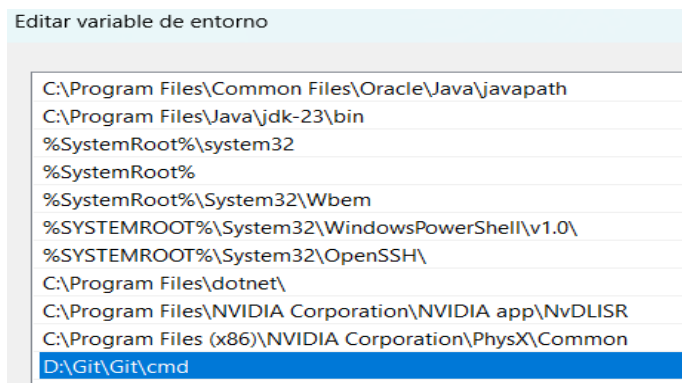 Editar variable de entorno
C:\Program Files\Common Files\Oracle\Java\javapath
C:\Program Files\Java\jdk-23\bin
%SystemRoot%\system32
%SystemRoot%
%SystemRoot%\System32\Wbem
%SYSTEMROOT%\System32\WindowsPowerShell\v1.0\
%SYSTEMROOT%\System32\OpenSSH\
C:\Program Files\dotnet\
C:\Program Files\NVIDIA Corporation\NVIDIA app\NvDLISR
C:\Program Files (x86)\NVIDIA Corporation\PhysX\Common
D:\Git\Git\cmd